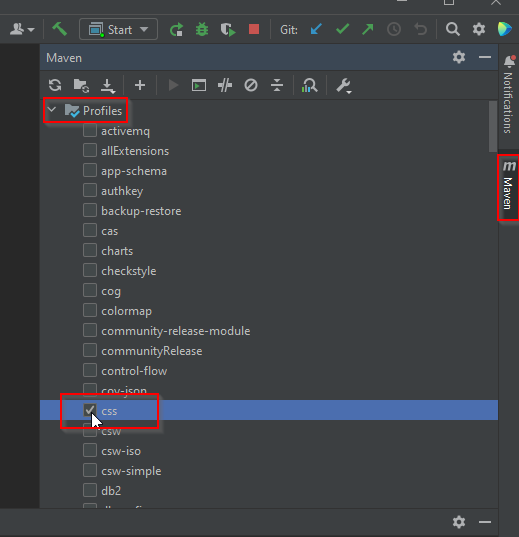 Start
Git:
Maven
Notifications
m
Maven
Profiles
activemq
allExtensions
app-schema
authkey
backup-restore
cas
charts
checkstyle
cog
colormap
community-release-module
communityRelease
control-flow
cov-json
css
csw
csw-iso
csw-simple
db2